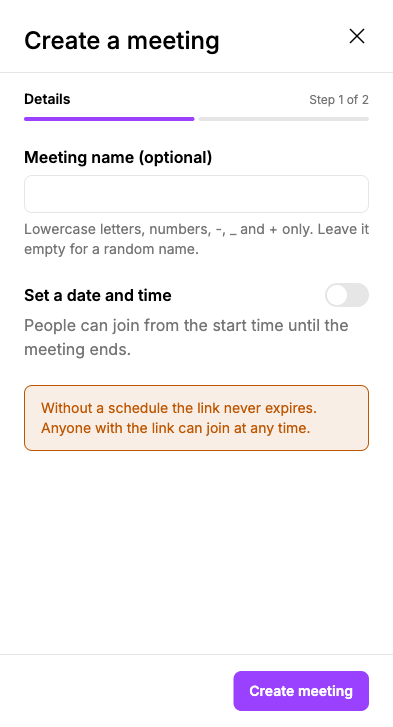 Create a meeting
Details
Step 1 of 2
Meeting name (optional)
Lowercase letters, numbers, -, _ and + only. Leave it
empty for a random name.
Set a date and time
People can join from the start time until the
meeting ends.
Without a schedule the link never expires.
Anyone with the link can join at any time.
Create meeting